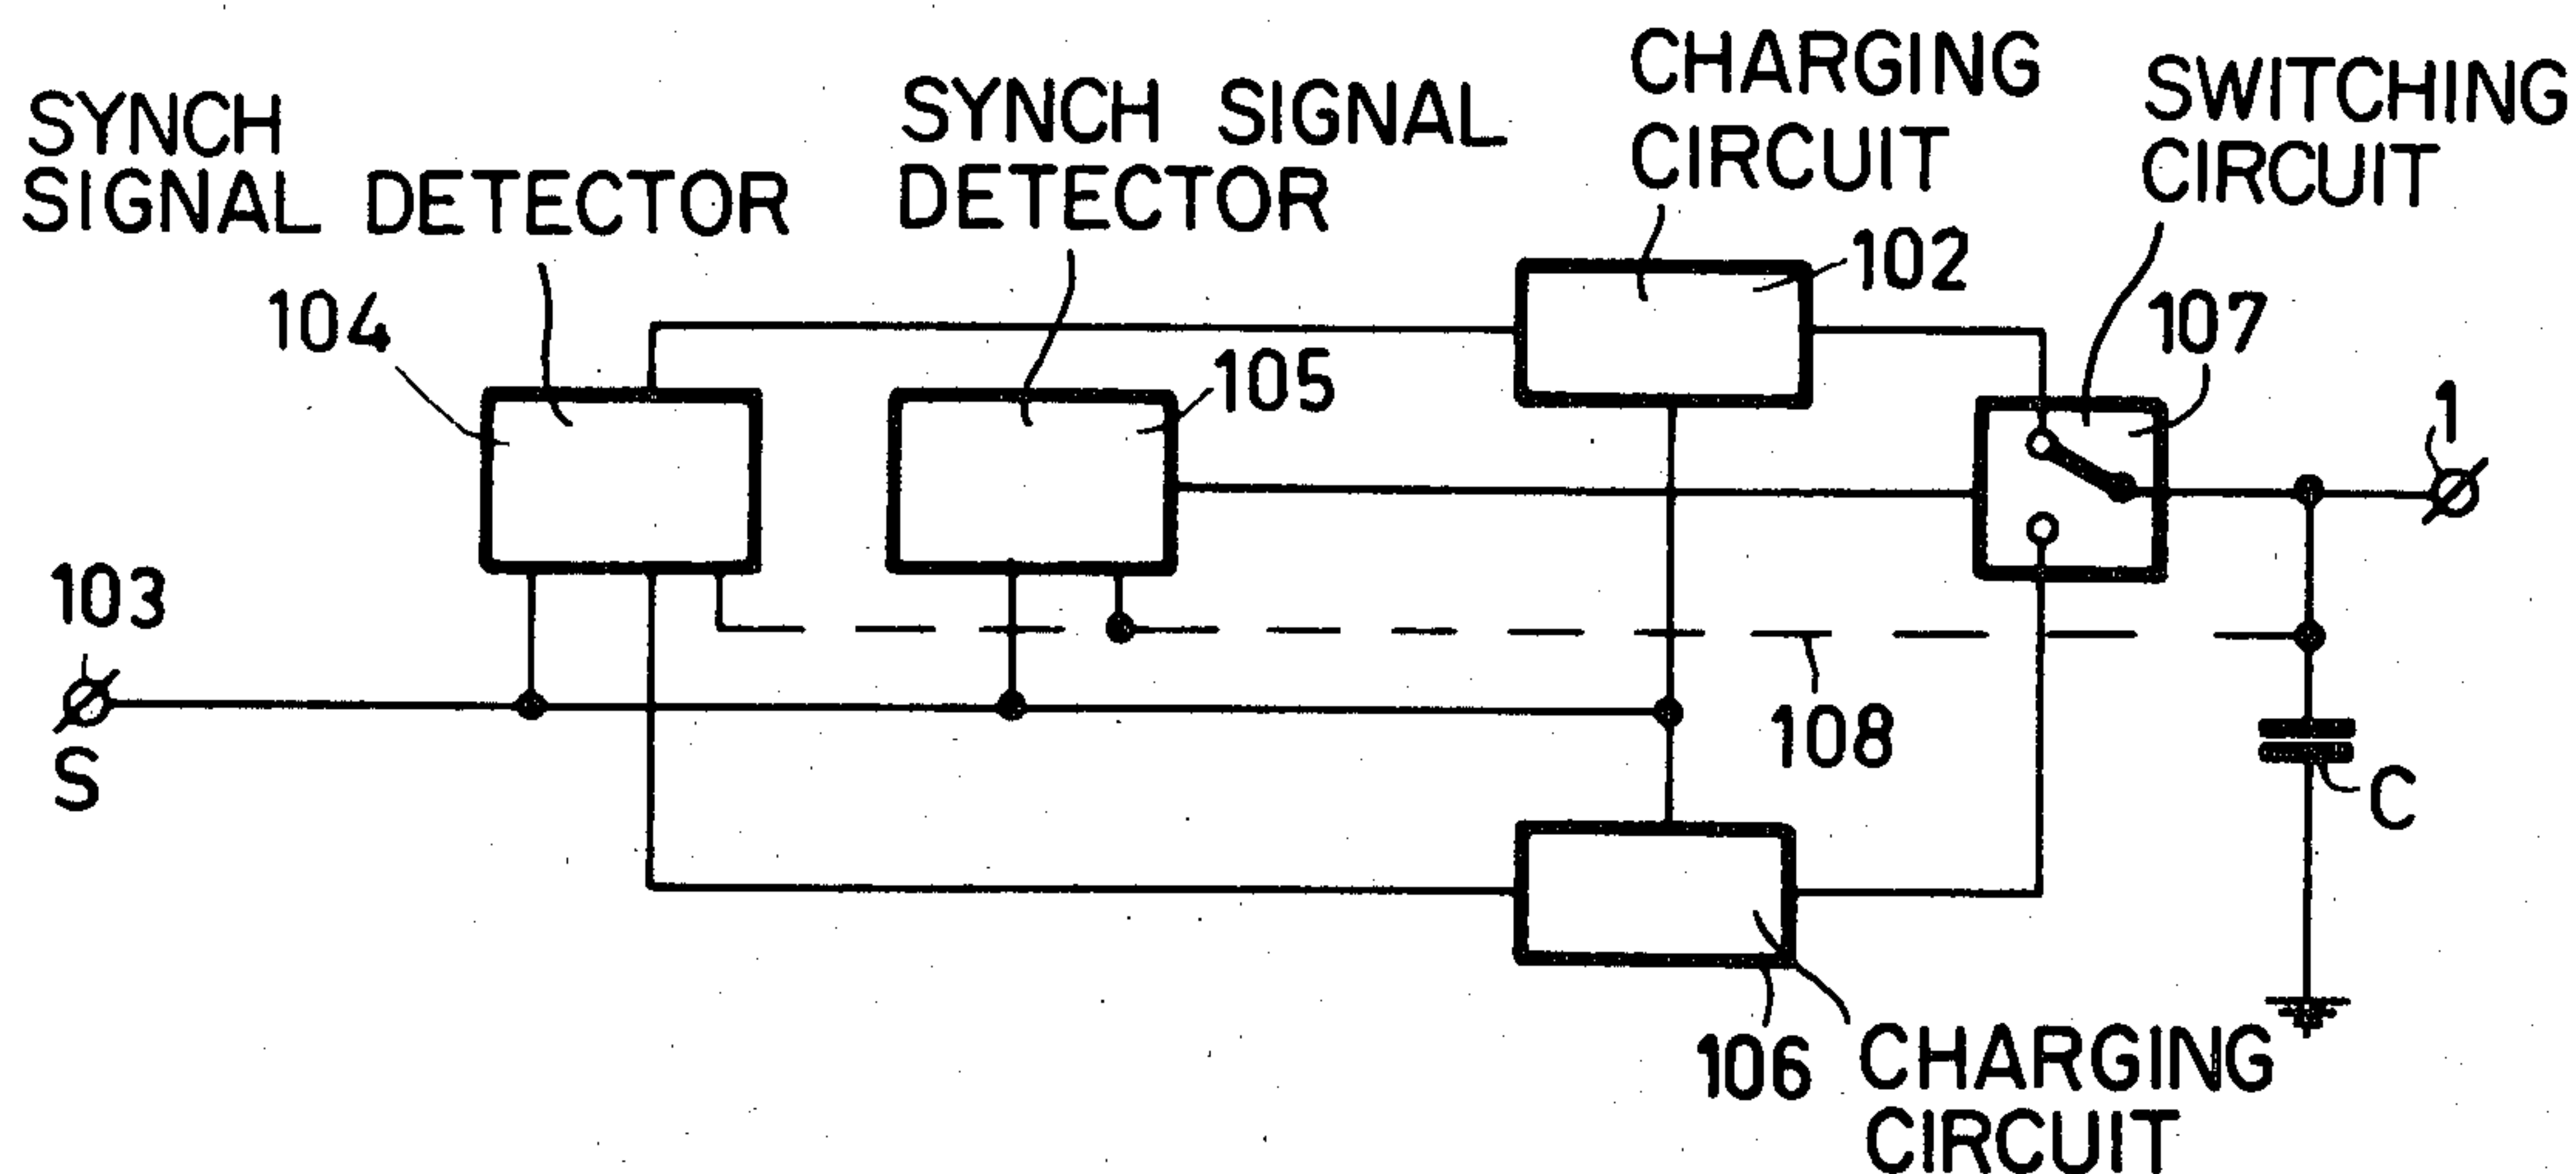 SYNCH
SIGNAL DETECTOR
SYNCH SIGNAL
DETECTOR
CHARGING
CIRCUIT
SWITCHING
CIRCUIT
102
104
105
107
1
103
S
108
C
106
CHARGING
CIRCUIT